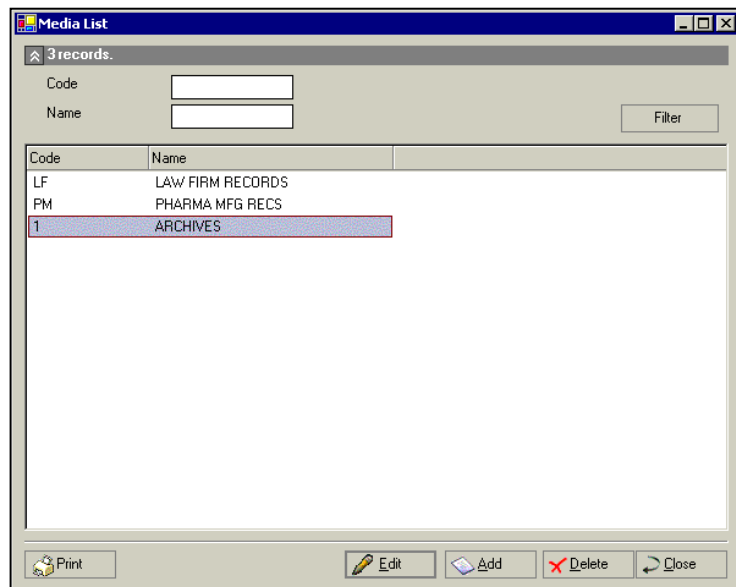 Media List
3 records.
Code
Name
Filter
Code Name
LF LAW FIRM RECORDS
PM PHARMA MFG RECS
1 ARCHIVES
Print Edit Add Delete Close